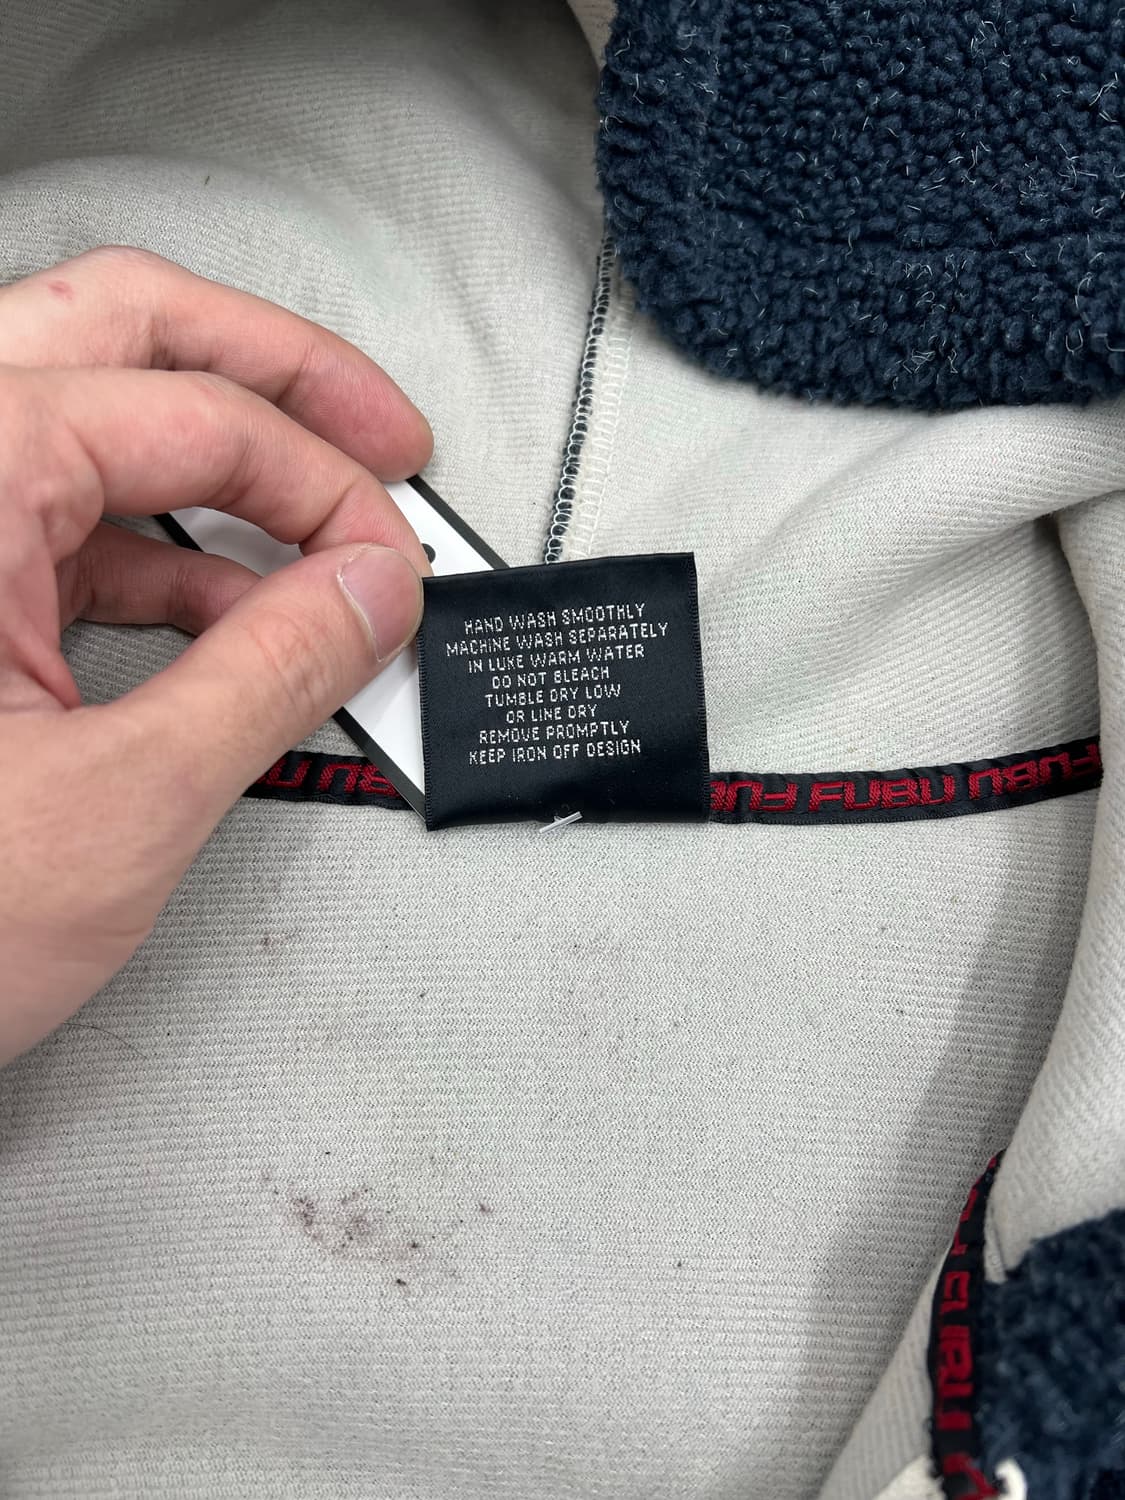 HAND WASH SMOOTHLY
MACHINE WASH SEPARATELY
IN LUKE WARM WATER
DO NOT BLEACH
TUMBLE DRY LOW
OR LINE DRY
REMOVE PROMPTLY
KEEP IRON OFF DESIGN
FUBU
FUBU
FUBU